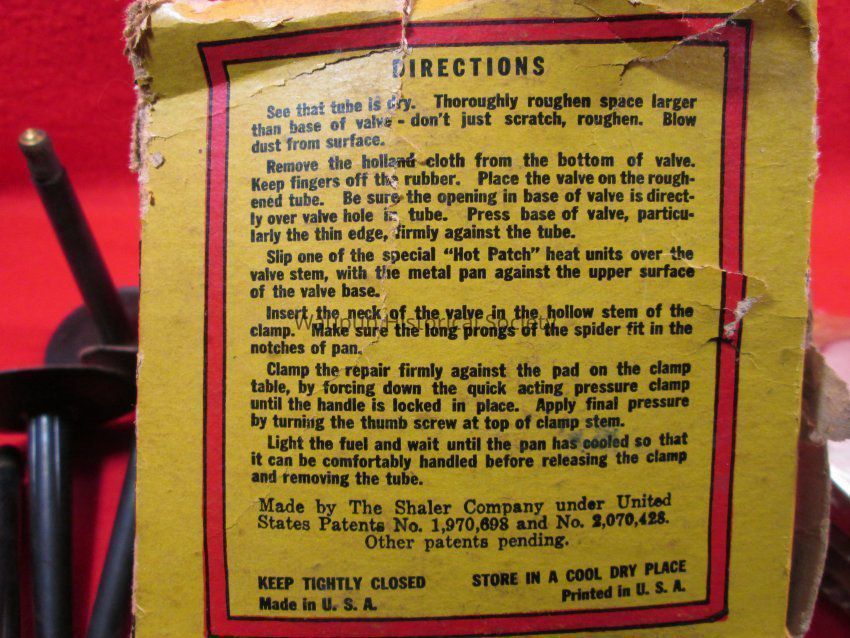 DIRECTIONS
See that tube is dry. Thoroughly roughen space larger
than base of valve - don't just scratch, roughen. Blow
dust from surface.
Remove the holland cloth from the bottom of valve.
Keep fingers off the rubber. Place the valve on the rough-
ened tube. Be sure the opening in base of valve is direct-
ly over valve hole in tube. Press base of valve, particu-
larly the thin edge, firmly against the tube.
Slip one of the special "Hot Patch" heat units over the
valve stem, with the metal pan against the upper surface
of the valve base.
Insert the neck of the valve in the hollow stem of the
clamp. Make sure the long prongs of the spider fit in the
notches of pan.
Clamp the repair firmly against the pad on the clamp
table, by forcing down the quick acting pressure clamp
until the handle is locked in place. Apply final pressure
by turning the thumb screw at top of clamp stem.
Light the fuel and wait until the pan has cooled so that
it can be comfortably handled before releasing the clamp
and removing the tube.
Made by The Shaler Company under United
States Patents No. 1,970,698 and No. 2,070,428.
Other patents pending.
KEEP TIGHTLY CLOSED STORE IN A COOL DRY PLACE
Made in U. S. A. Printed in U. S. A.
Historical Society